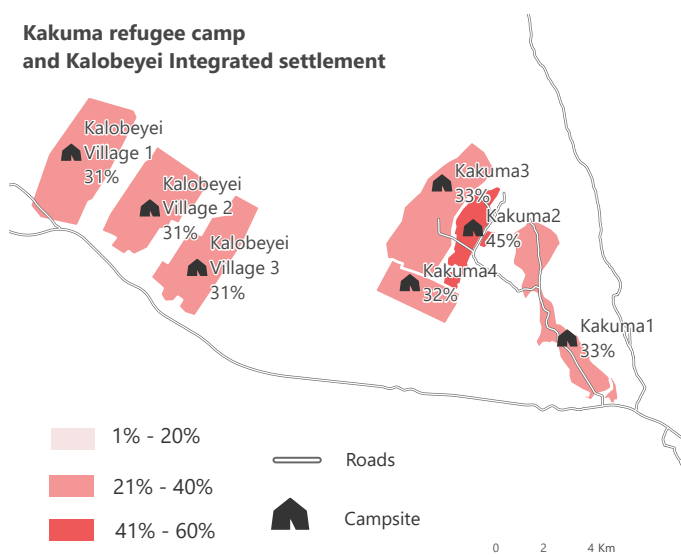 Kakuma refugee camp
and Kalobeyei Integrated settlement
Kalobeyei
Village 1
31%
Kalobeyei
Village 2
31%
Kalobeyei
Village 3
31%
Kakuma3
33%
Kakuma2
45%
Kakuma4
32%
Kakuma1
33%
1% - 20%
21% - 40%
41% - 60%
Roads
Campsite
0 2 4 Km